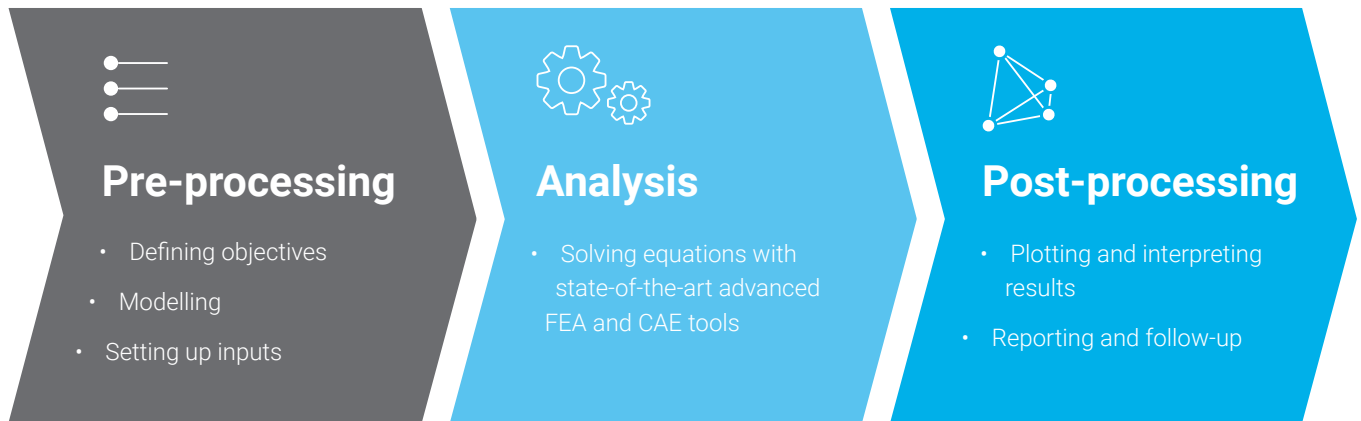 Pre-processing
• Defining objectives
• Modelling
• Setting up inputs
Analysis
• Solving equations with
state-of-the-art advanced
FEA and CAE tools
Post-processing
• Plotting and interpreting
results
• Reporting and follow-up